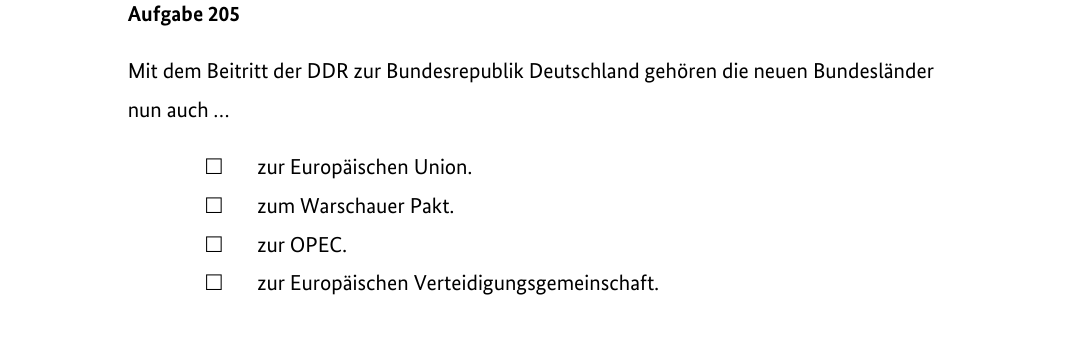 Aufgabe 205
Mit dem Beitritt der DDR zur Bundesrepublik Deutschland gehören die neuen Bundesländer
nun auch …
☐ zur Europäischen Union.
☐ zum Warschauer Pakt.
☐ zur OPEC.
☐ zur Europäischen Verteidigungsgemeinschaft.